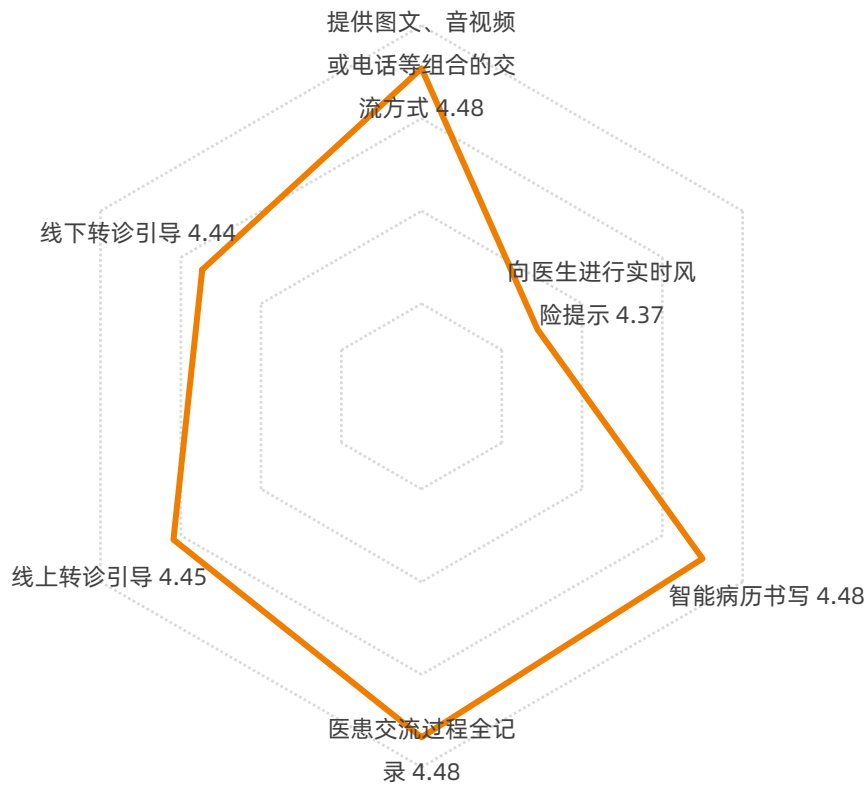 提供图文、音视频
或电话等组合的交
流方式 4.48
线下转诊引导 4.44
向医生进行实时风
险提示 4.37
线上转诊引导 4.45
智能病历书写 4.48
医患交流过程全记
录 4.48